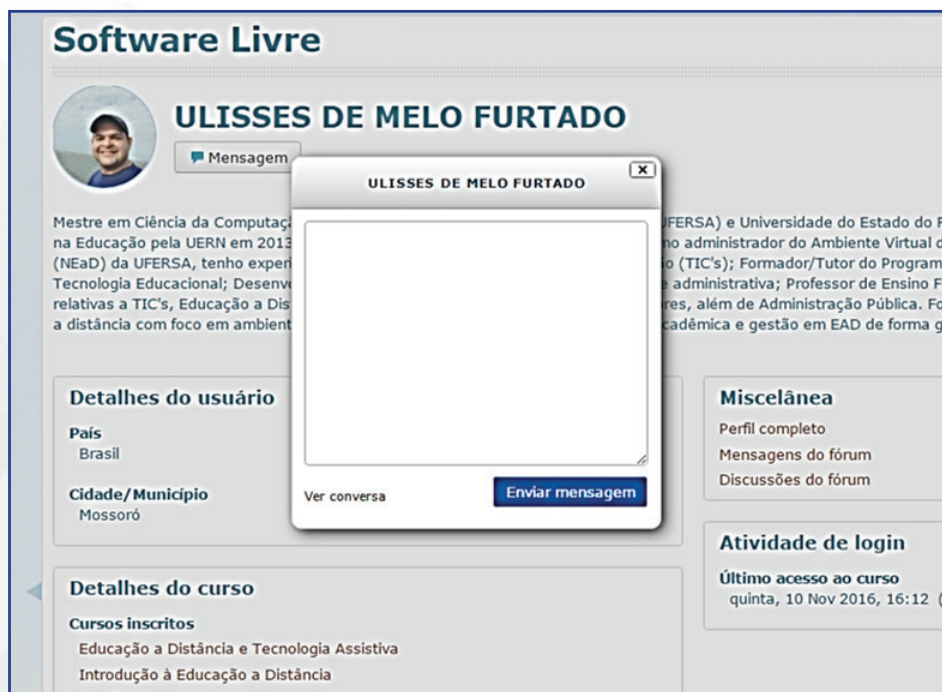 Software Livre
ULISSES DE MELO FURTADO
Mensagem
ULISSES DE MELO FURTADO
x
Mestre em Ciência da Computaç UFERSA) e Universidade do Estado do
na Educação pela UERN em 2013 administrador do Ambiente Virtual
(NEaD) da UFERSA, tenho experi (TIC's); Formador/Tutor do Program
Tecnologia Educacional; Desenv administrativa; Professor de Ensino
relativas a TIC's, Educação a Dis além de Administração Pública.
a distância com foco em ambient e gestão em EAD de forma
Detalhes do usuário
País
Brasil
Cidade/Município
Mossoró
Ver conversa
Enviar mensagem
Miscelânea
Perfil completo
Mensagens do fórum
Discussões do fórum
Atividade de login
Último acesso ao curso
quinta, 10 Nov 2016, 16:12 (
Detalhes do curso
Cursos inscritos
Educação a Distância e Tecnologia Assistiva
Introdução à Educação a Distância